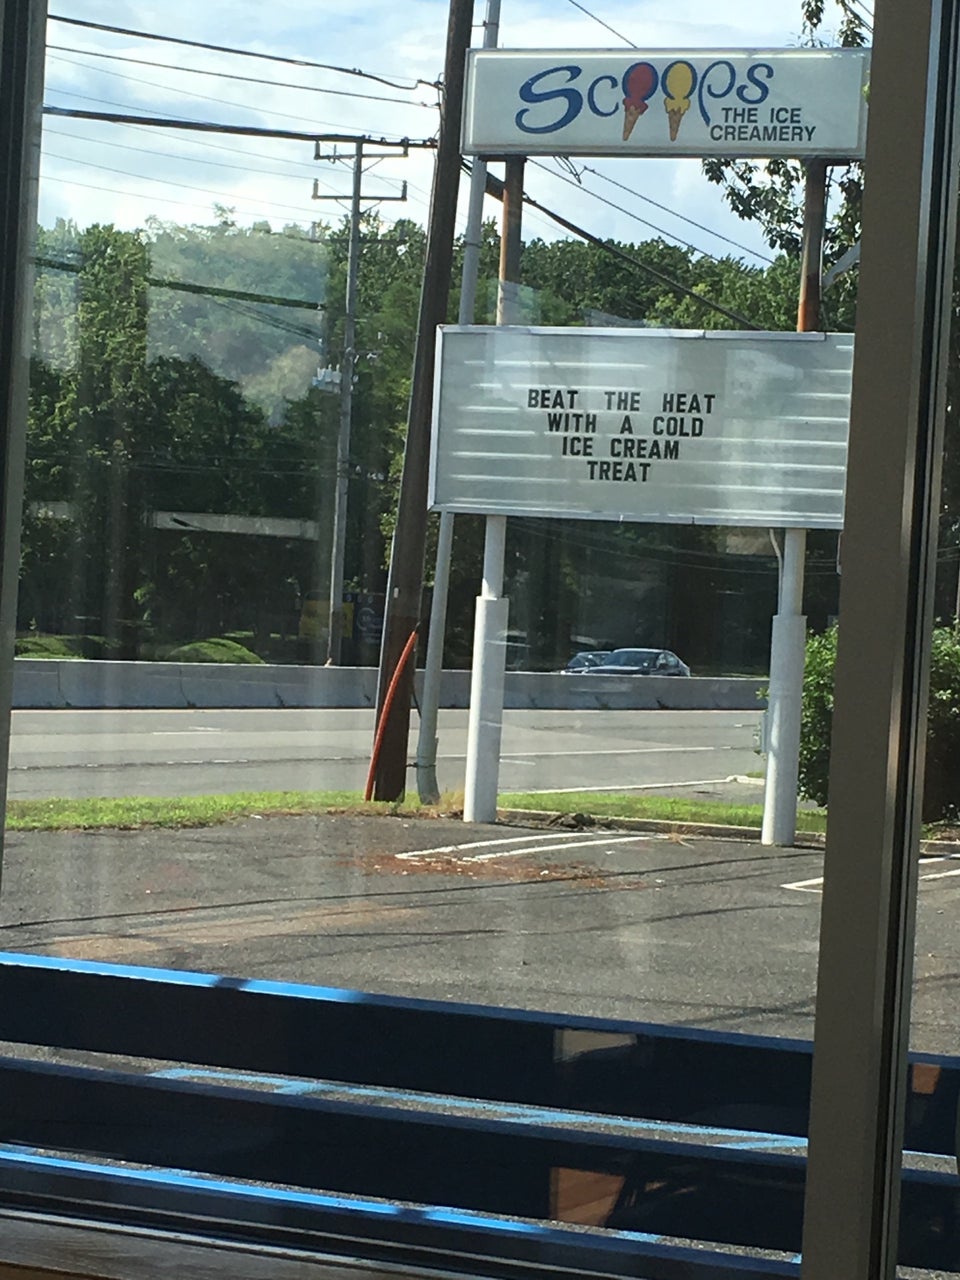 Scoops
THE ICE
CREAMERY
BEAT THE HEAT
WITH A COLD
ICE CREAM
TREAT